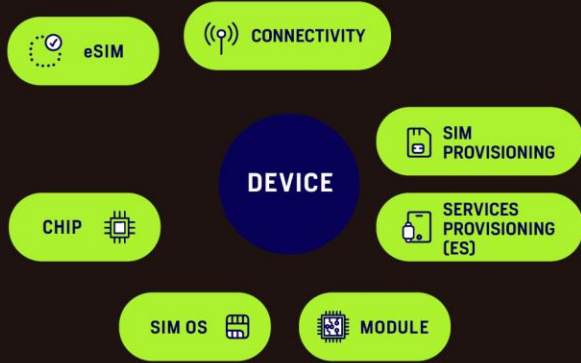 CONNECTIVITY
eSIM
SIM
PROVISIONING
DEVICE
SERVICES
PROVISIONING
(ES)
CHIP
SIM OS
MODULE